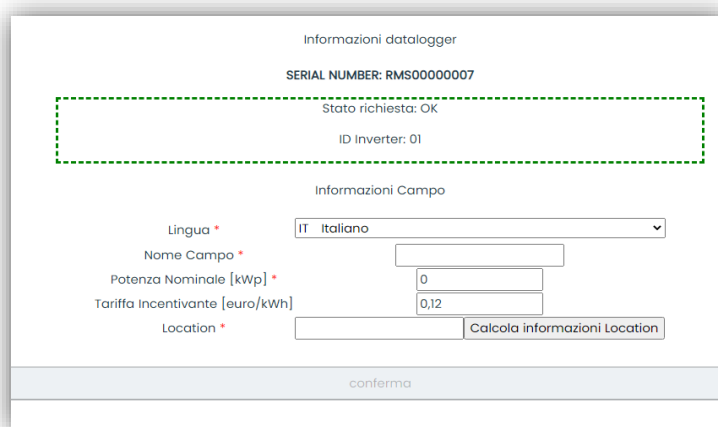 Informazioni datalogger
SERIAL NUMBER: RMS00000007
Stato richiesta: OK
ID Inverter: 01
Informazioni Campo
Lingua * IT Italiano
Nome Campo *
Potenza Nominale [kWp] * 0
Tariffa Incentivante [euro/kWh] 0,12
Location * Calcola informazioni Location
conferma